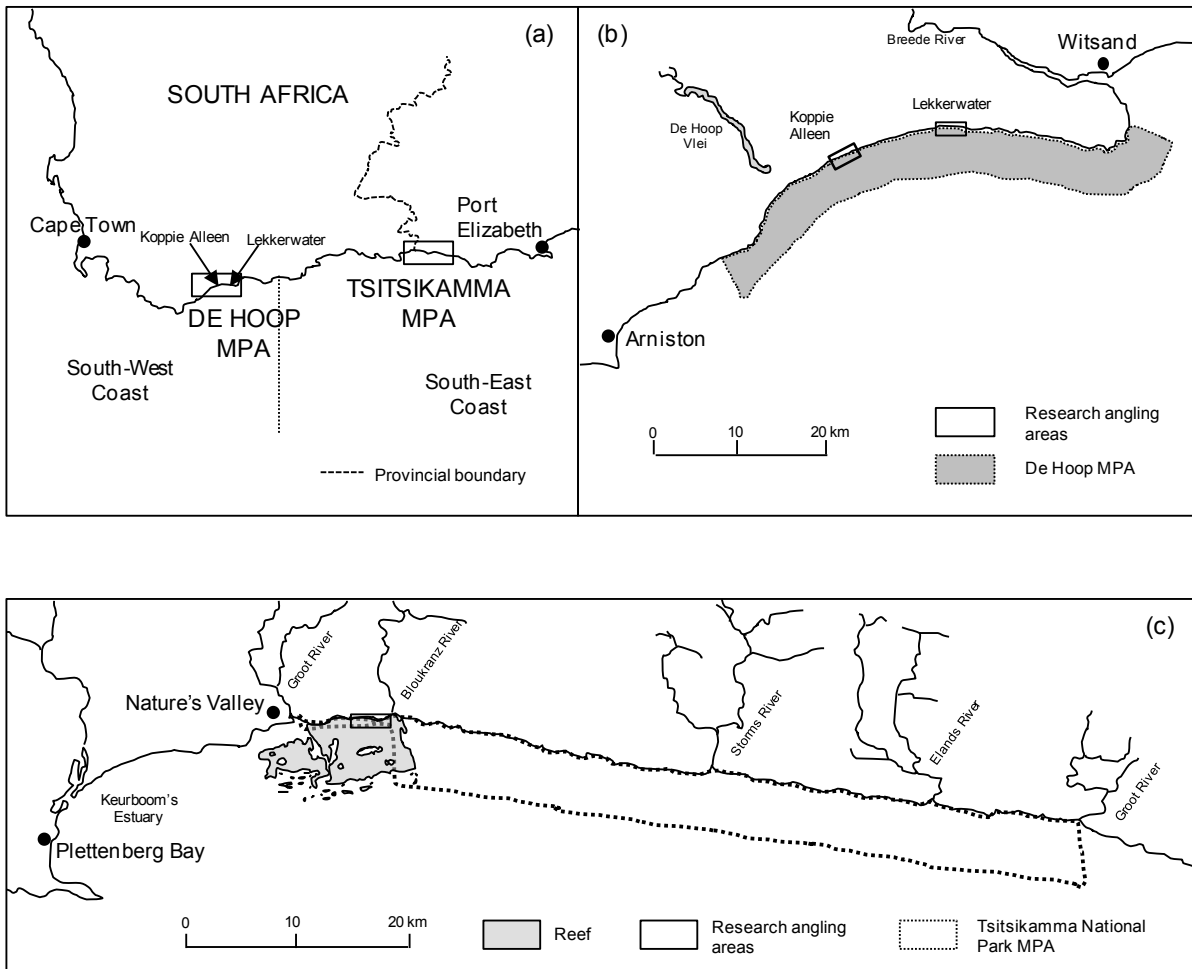 (a)
SOUTH AFRICA
Cape Town
Koppie Alleen
Lekkerwater
Port
Elizabeth
TSITSIKAMMA
MPA
DE HOOP
MPA
South-West
Coast
South-East
Coast
Provincial boundary
(b)
Breede River
Witsand
Lekkerwater
Koppie
Alleen
De Hoop
Vlei
Arniston
0 10 20 km
Research angling
areas
De Hoop MPA
(c)
Groot River
Bloukranz River
Nature's Valley
Storms River
Elands River
Groot River
Keurboom's
Estuary
Plettenberg Bay
0 10 20 km
Reef
Research angling
areas
Tsitsikamma National
Park MPA